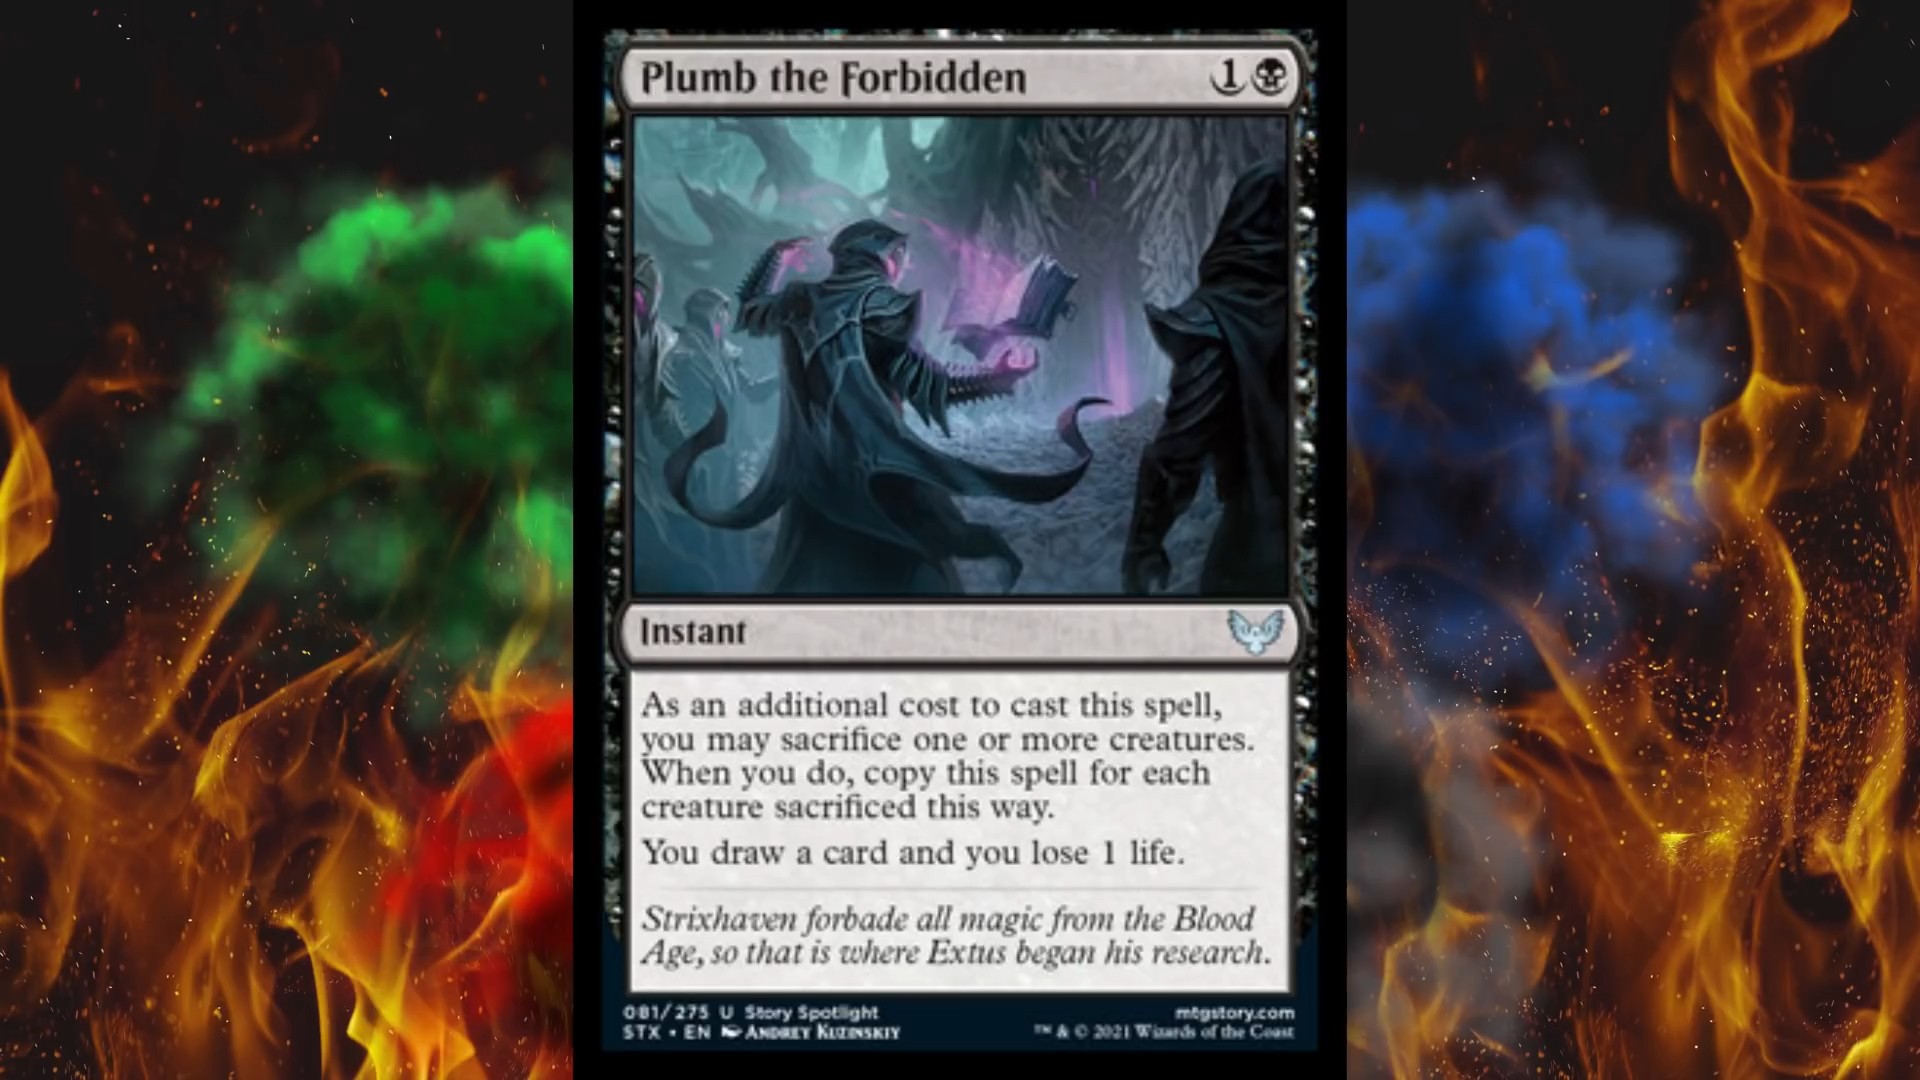 Plumb the Forbidden 1
Instant
As an additional cost to cast this spell,
you may sacrifice one or more creatures.
When you do, copy this spell for each
creature sacrificed this way.
You draw a card and you lose 1 life.
Strixhaven forbade all magic from the Blood
Age, so that is where Extus began his research.
081/275 U Story Spotlight mtgstory.com
STX • EN Andrey Kuzinskiy ™ & © 2021 Wizards of the Coast